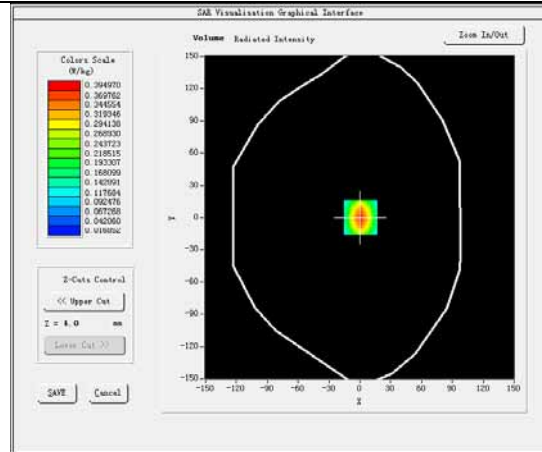 SAR Visualisation Graphical Interface
Volume Radiated Intensity
Zoom In/Out
Colors Scale
(W/kg)
0.394970
0.369762
0.344554
0.319346
0.294138
0.268930
0.243723
0.218515
0.193307
0.168099
0.142891
0.117684
0.092476
0.067268
0.042060
0.016852
150
120
90
60
30
0
-30
-60
-90
-120
-150
Y
-150 -120 -90 -60 -30 0 30 60 90 120 150
X
Z-Cuts Control
<< Upper Cut
Z = 4.0 mm
Lower Cut >>
SAVE Cancel